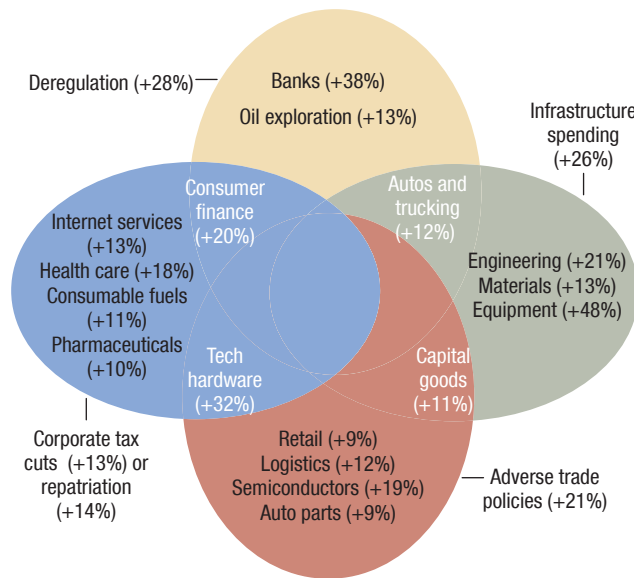 Deregulation (+28%)
Banks (+38%)
Oil exploration (+13%)
Infrastructure
spending
(+26%)
Consumer
finance
(+20%)
Autos and
trucking
(+12%)
Internet services
(+13%)
Health care (+18%)
Consumable fuels
(+11%)
Pharmaceuticals
(+10%)
Engineering (+21%)
Materials (+13%)
Equipment (+48%)
Tech
hardware
(+32%)
Capital
goods
(+11%)
Corporate tax
cuts (+13%) or
repatriation
(+14%)
Retail (+9%)
Logistics (+12%)
Semiconductors (+19%)
Auto parts (+9%)
Adverse trade
policies (+21%)